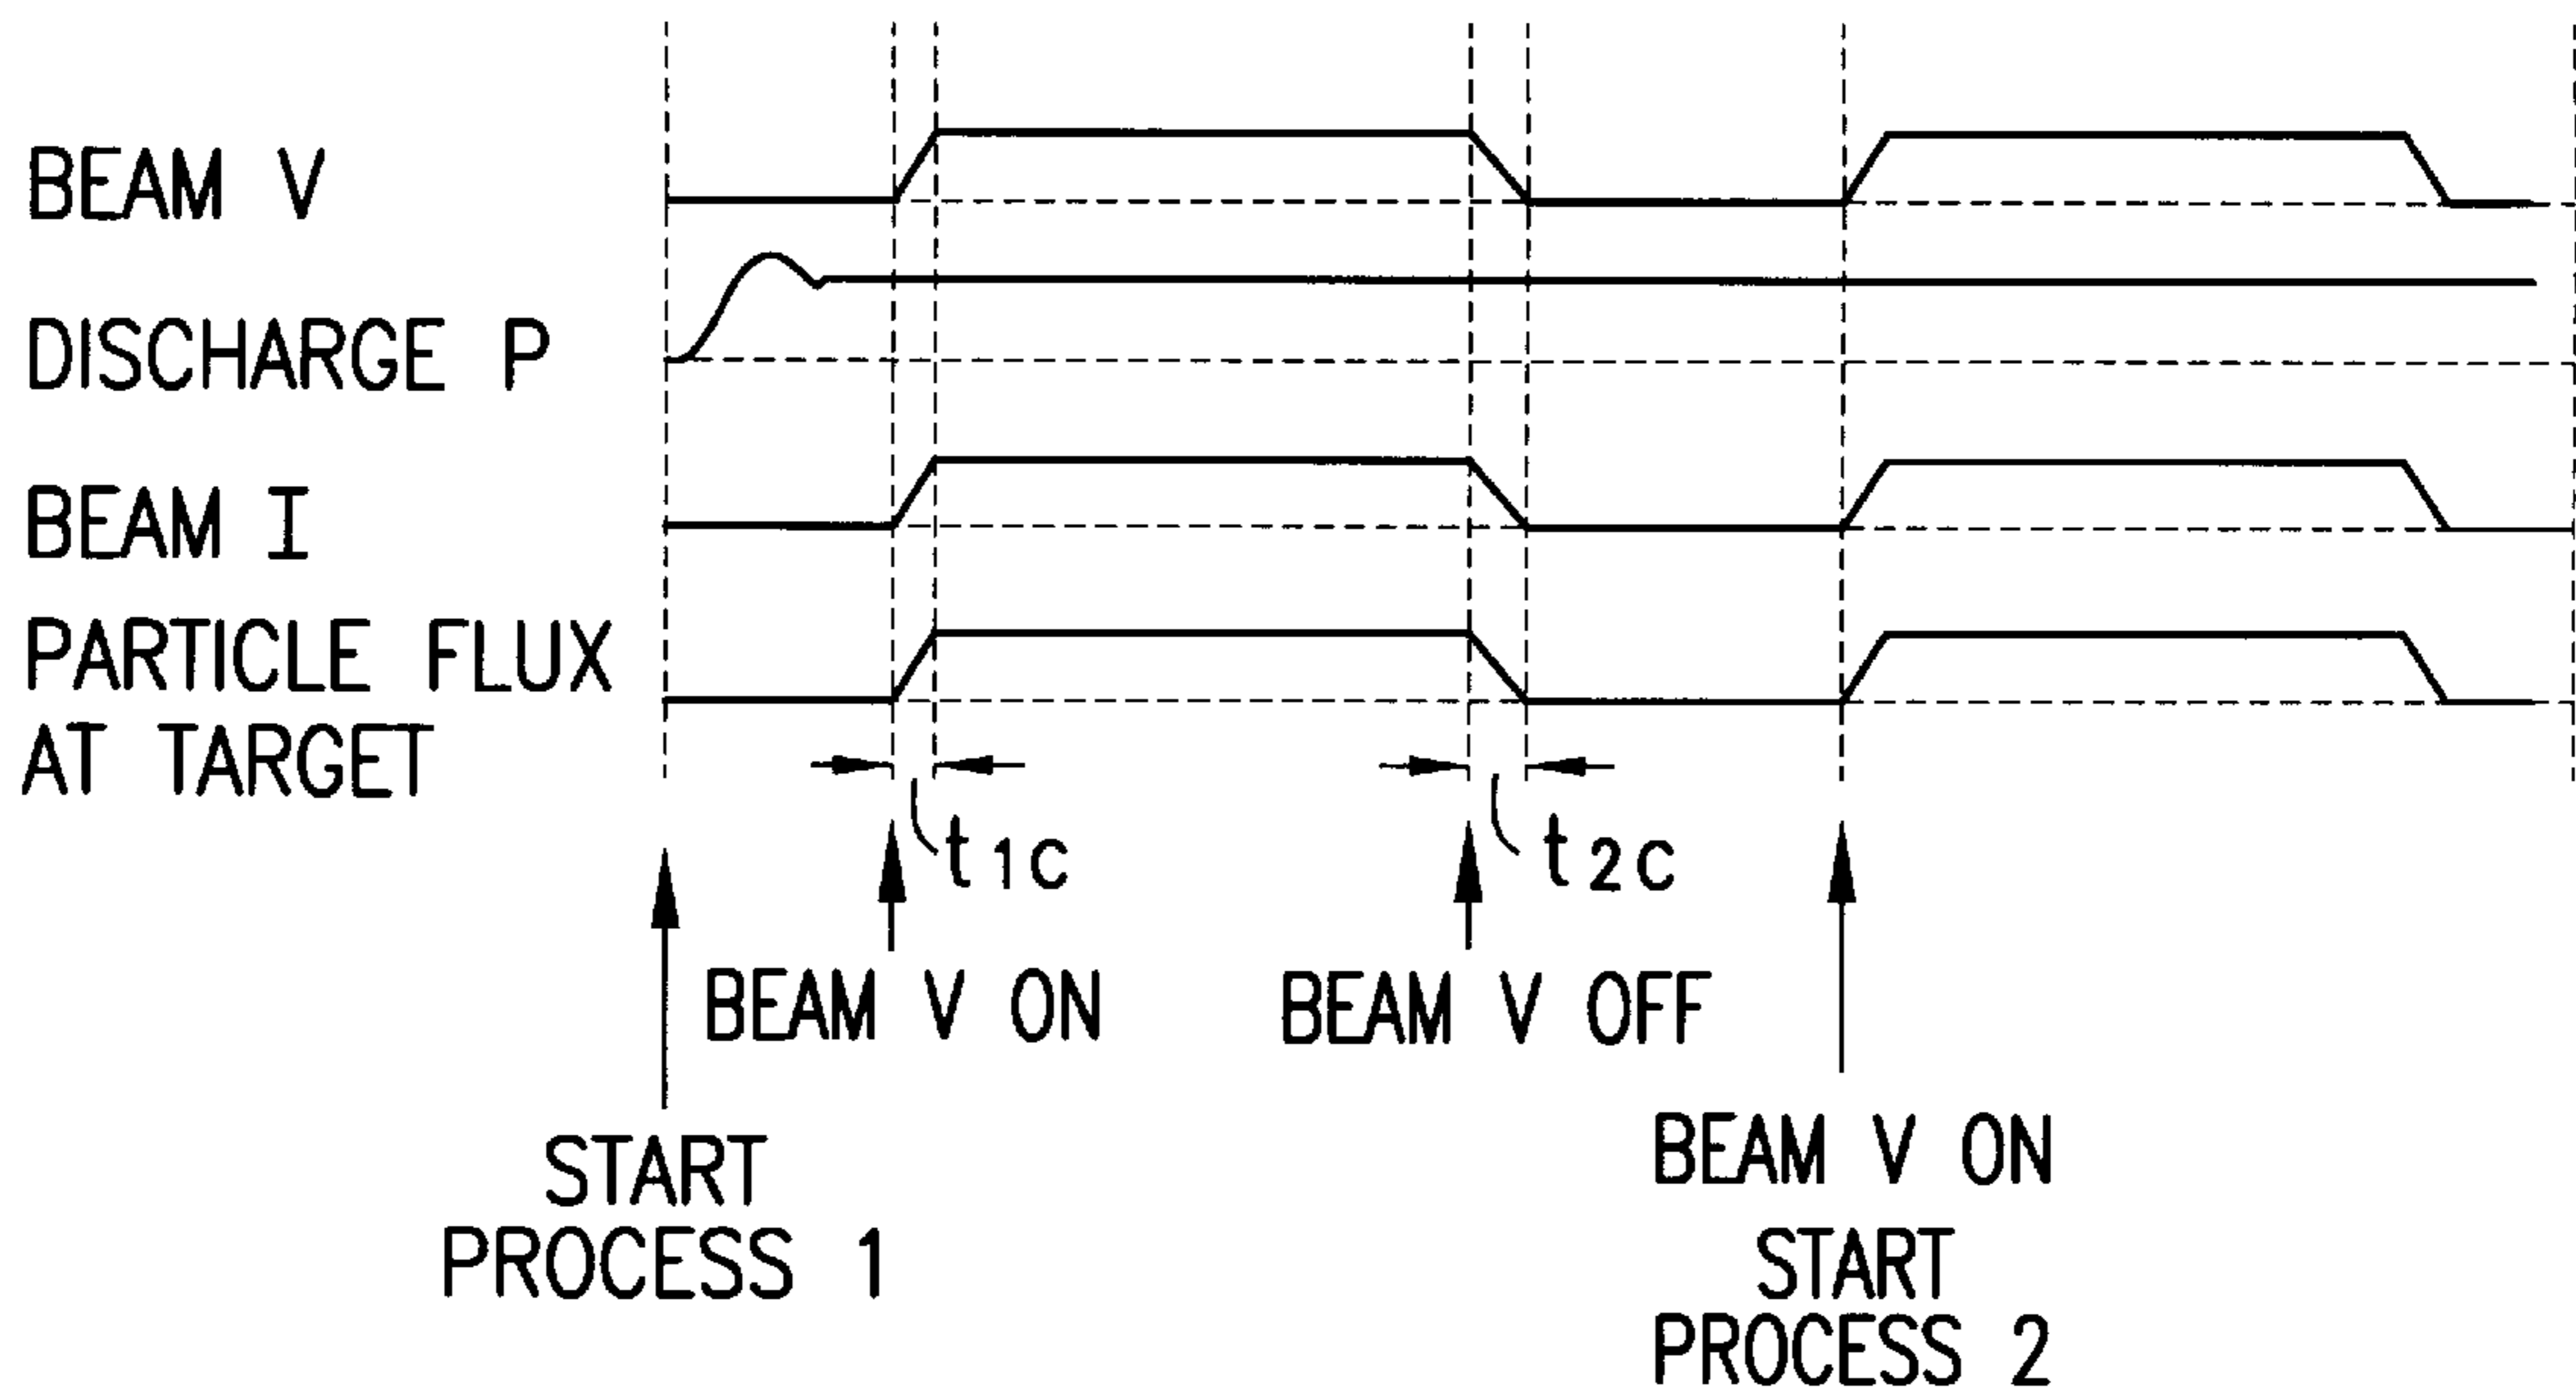 BEAM V
DISCHARGE P
BEAM I
PARTICLE FLUX
AT TARGET
t1C
t2C
BEAM V ON
BEAM V OFF
START
PROCESS 1
BEAM V ON
START
PROCESS 2